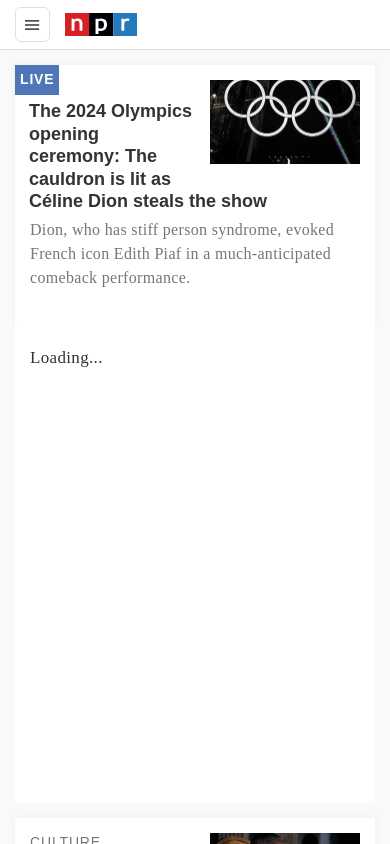 npr
LIVE
The 2024 Olympics
opening
ceremony: The
cauldron is lit as
Céline Dion steals the show
Dion, who has stiff person syndrome, evoked
French icon Edith Piaf in a much-anticipated
comeback performance.
Loading...
CULTURE